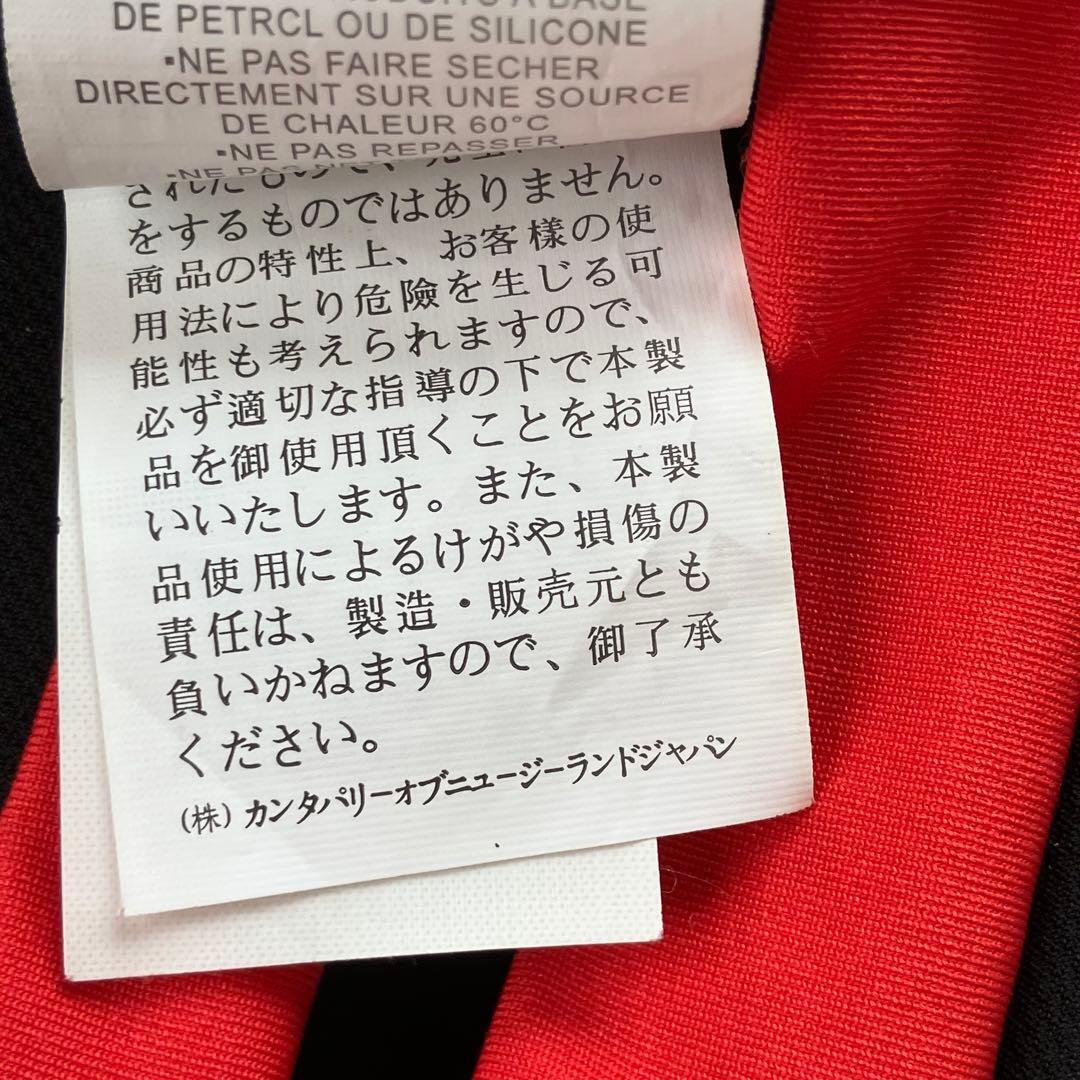 DE PETRCL OU DE SILICONE
▪NE PAS FAIRE SECHER
DIRECTEMENT SUR UNE SOURCE
DE CHALEUR 60°C
▪NE PAS REPASSER
をするものではありません。
商品の特性上、お客様の使
用法により危險を生じる可
能性も考えられますので、
必ず適切な指導の下で本製
品を御使用頂くことをお願
いいたします。また、本製
品使用によるけがや損傷の
責任は、製造・販売元とも
負いかねますので、御了承
ください。
(株) カンタパリーオブニュージーランドジャパン